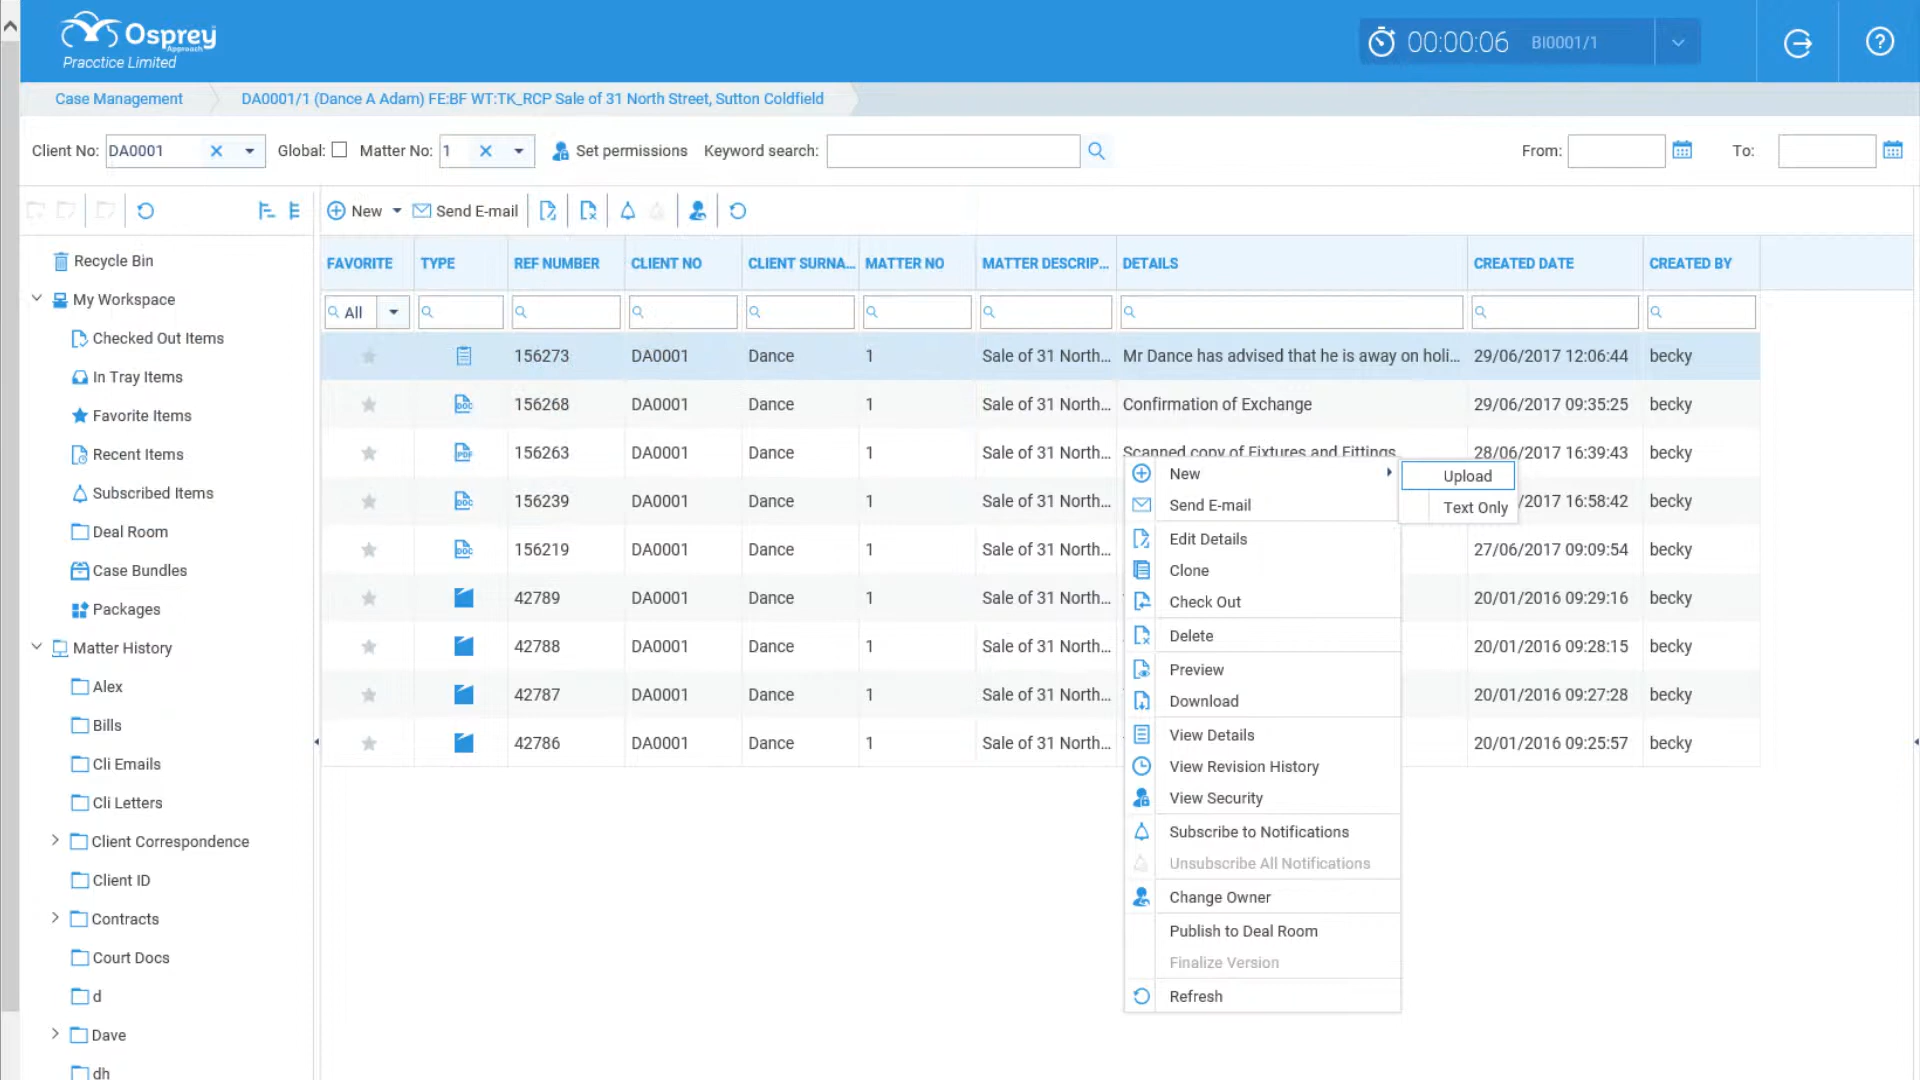 Osprey
Approach
Pracctice Limited
00:00:06 BI0001/1
Case Management DA0001/1 (Dance A Adam) FE:BF WT:TK_RCP Sale of 31 North Street, Sutton Coldfield
Client No: DA0001 Global: Matter No: 1 Set permissions Keyword search: From: To:
New Send E-mail
Recycle Bin
My Workspace
Checked Out Items
In Tray Items
Favorite Items
Recent Items
Subscribed Items
Deal Room
Case Bundles
Packages
Matter History
Alex
Bills
Cli Emails
Cli Letters
Client Correspondence
Client ID
Contracts
Court Docs
d
Dave
dh
FAVORITE TYPE REF NUMBER CLIENT NO CLIENT SURNA... MATTER NO MATTER DESCRIP... DETAILS CREATED DATE CREATED BY
All
156273 DA0001 Dance 1 Sale of 31 North... Mr Dance has advised that he is away on holi... 29/06/2017 12:06:44 becky
DOC 156268 DA0001 Dance 1 Sale of 31 North... Confirmation of Exchange 29/06/2017 09:35:25 becky
PDF 156263 DA0001 Dance 1 Sale of 31 North... Scanned copy of Fixtures and Fittings 28/06/2017 16:39:43 becky
DOC 156239 DA0001 Dance 1 Sale of 31 North... /2017 16:58:42 becky
DOC 156219 DA0001 Dance 1 Sale of 31 North... 27/06/2017 09:09:54 becky
42789 DA0001 Dance 1 Sale of 31 North... 20/01/2016 09:29:16 becky
42788 DA0001 Dance 1 Sale of 31 North... 20/01/2016 09:28:15 becky
42787 DA0001 Dance 1 Sale of 31 North... 20/01/2016 09:27:28 becky
42786 DA0001 Dance 1 Sale of 31 North... 20/01/2016 09:25:57 becky
New
Send E-mail
Edit Details
Clone
Check Out
Delete
Preview
Download
View Details
View Revision History
View Security
Subscribe to Notifications
Unsubscribe All Notifications
Change Owner
Publish to Deal Room
Finalize Version
Refresh
Upload
Text Only